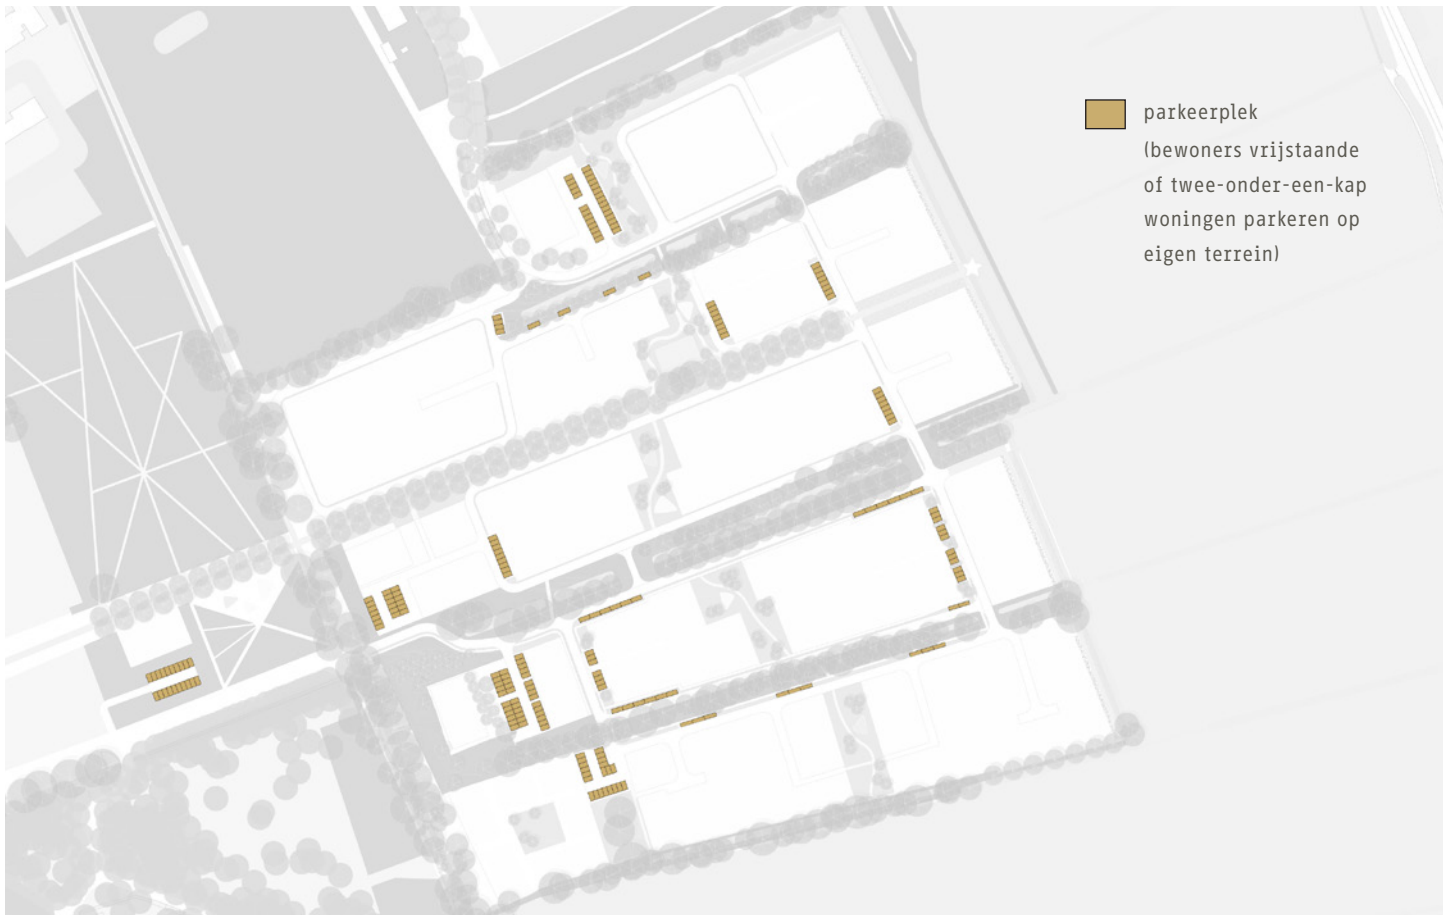 parkeerplek
(bewoners vrijstaande
of twee-onder-een-kap
woningen parkeren op
eigen terrein)